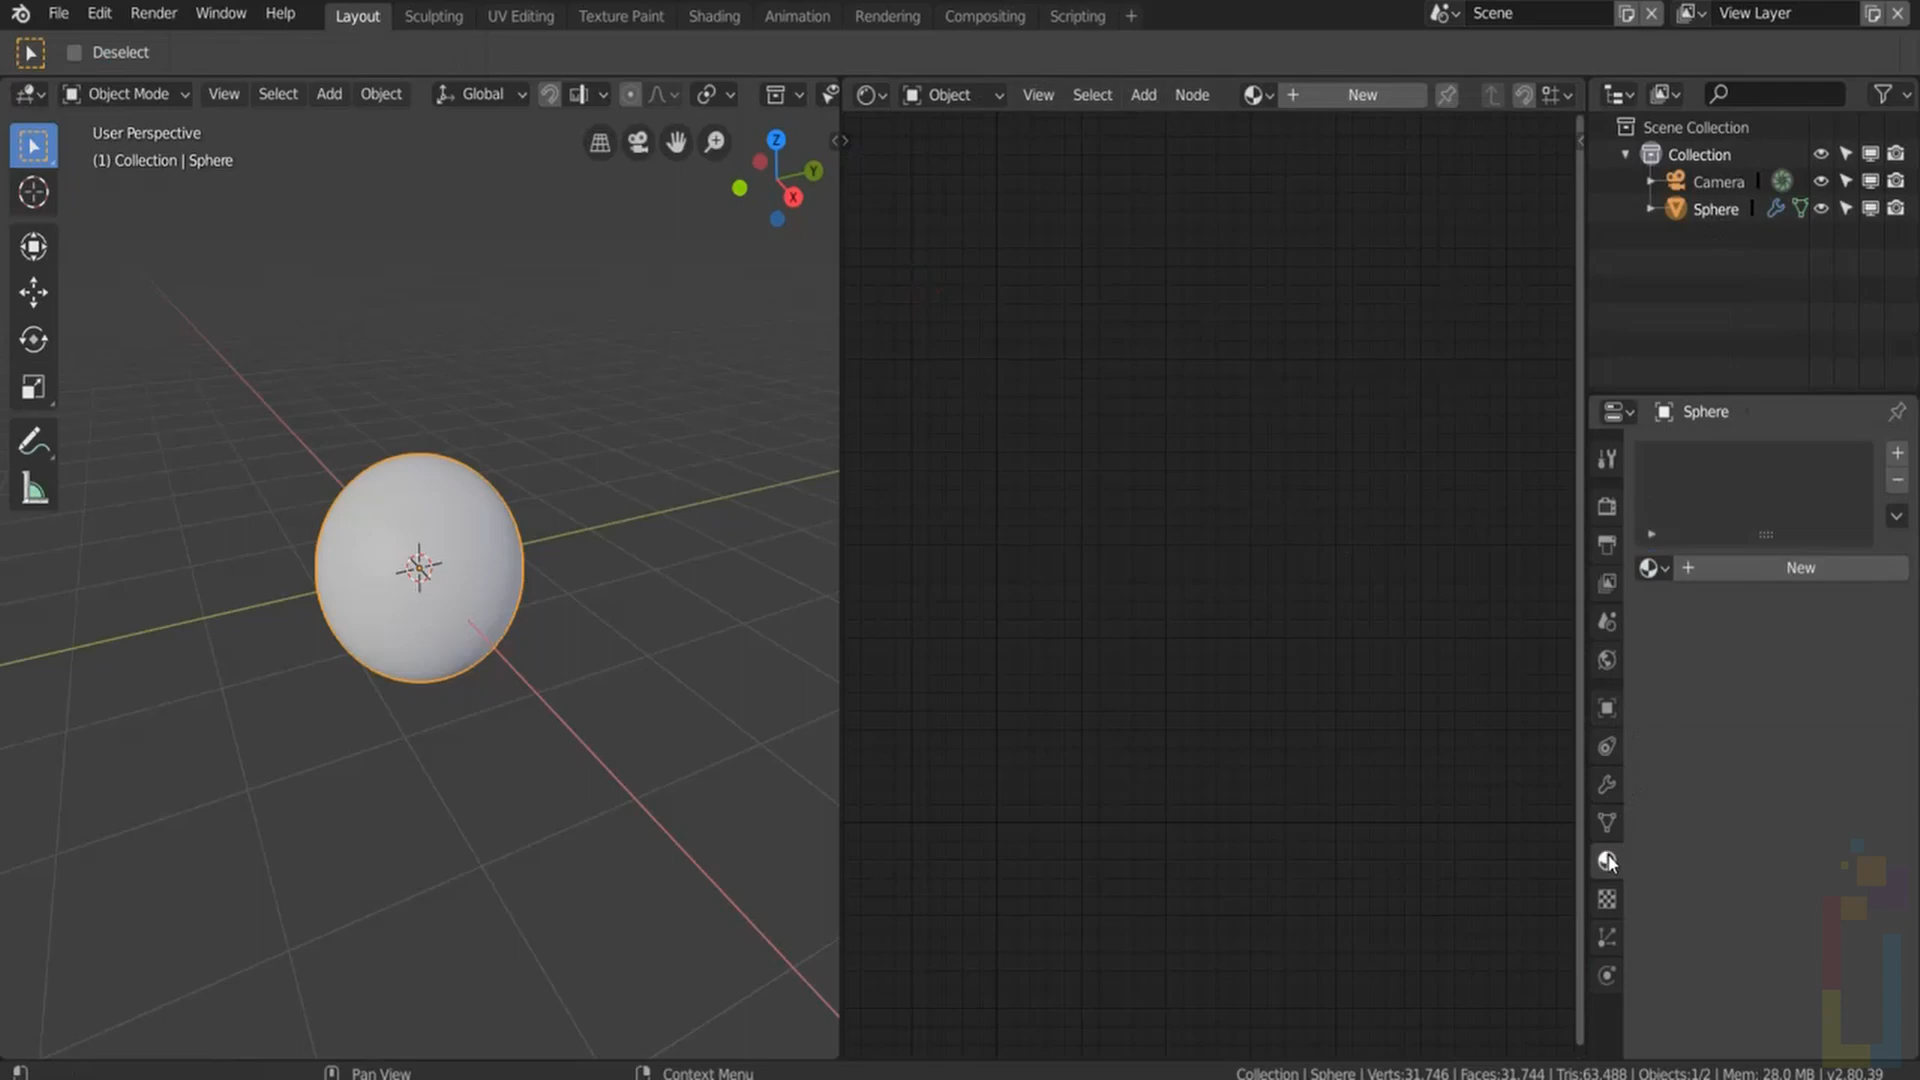 File Edit Render Window Help Layout Sculpting UV Editing Texture Paint Shading Animation Rendering Compositing Scripting + Scene View Layer
Deselect
Object Mode View Select Add Object Global Object View Select Add Node + New
User Perspective
(1) Collection | Sphere
Z
Y
X
Scene Collection
Collection
Camera
Sphere
Sphere
+ New
Pan View Context Menu Collection | Sphere | Verts:31,746 | Faces:31,744 | Tris:63,488 | Objects:1/2 | Mem: 28.0 MB | v2.80.39